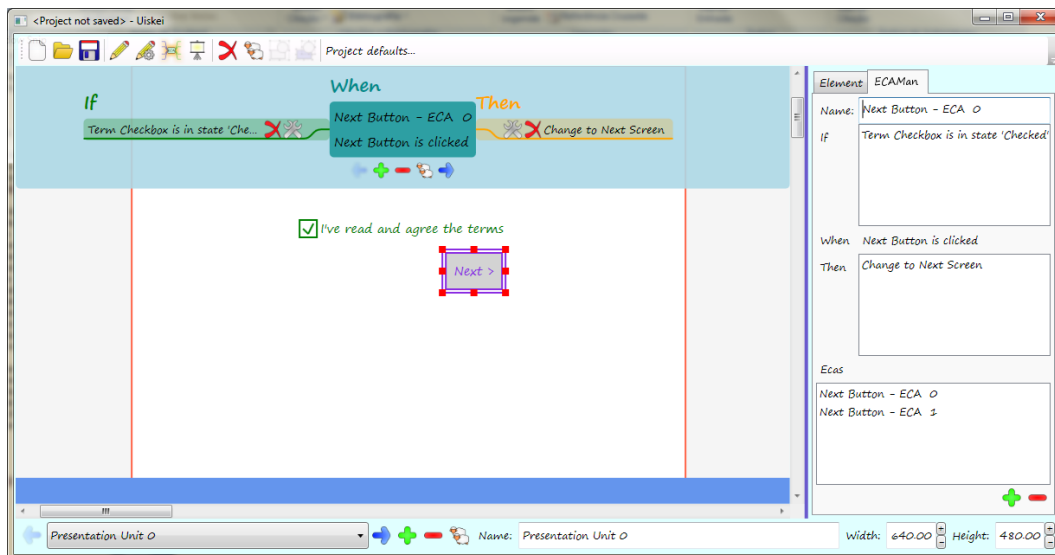 <Project not saved> - Uiskei
Project defaults...
If
When
Then
Term Checkbox is in state 'Che...
Next Button - ECA 0
Next Button is clicked
Change to Next Screen
I've read and agree the terms
Next >
Element
ECAMan
Name:
Next Button - ECA 0
If
Term Checkbox is in state 'Checked'
When
Next Button is clicked
Then
Change to Next Screen
Ecas
Next Button - ECA 0
Next Button - ECA 1
Presentation Unit 0
Name:
Presentation Unit 0
Width:
640.00
Height:
480.00